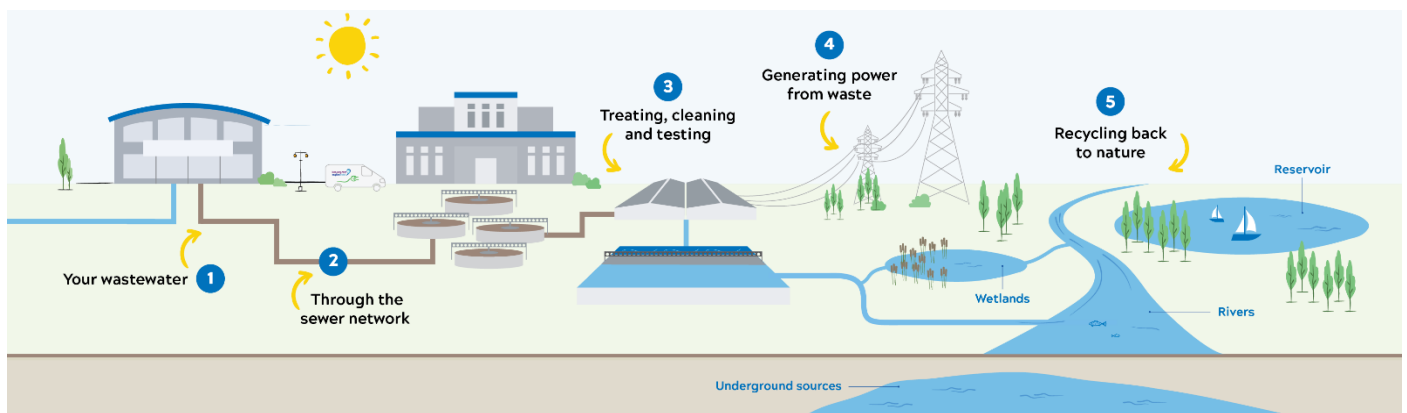 1
Your wastewater
2
Through the
sewer network
3
Treating, cleaning
and testing
4
Generating power
from waste
5
Recycling back
to nature
Reservoir
Wetlands
Rivers
Underground sources